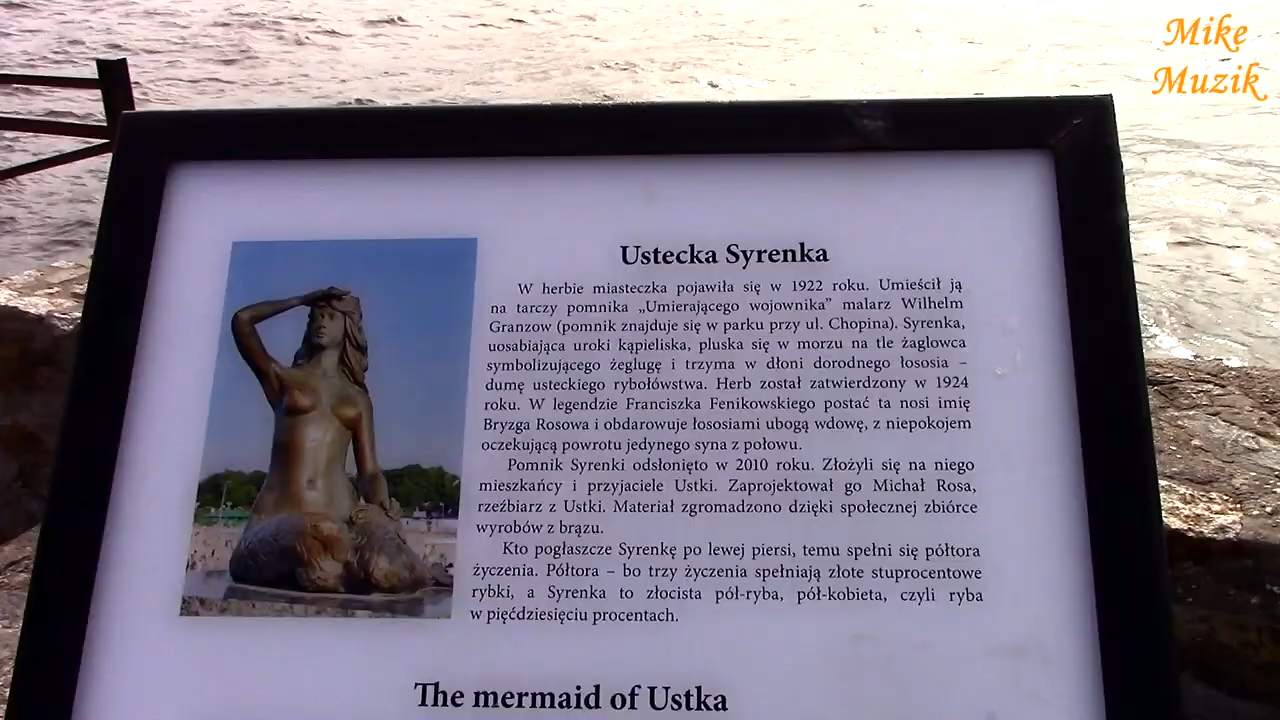 Mike
Muzik
Ustecka Syrenka
W herbie miasteczka pojawiła się w 1922 roku. Umieścił ją
na tarczy pomnika „Umierającego wojownika” malarz Wilhelm
Granzow (pomnik znajduje się w parku przy ul. Chopina). Syrenka,
uosabiająca uroki kąpieliska, pluska się w morzu na tle żaglowca
symbolizującego żeglugę i trzyma w dłoni dorodnego łososia –
dumę usteckiego rybołówstwa. Herb został zatwierdzony w 1924
roku. W legendzie Franciszka Fenikowskiego postać ta nosi imię
Bryzga Rosowa i obdarowuje łososiami ubogą wdowę, z niepokojem
oczekującą powrotu jedynego syna z połowu.
Pomnik Syrenki odsłonięto w 2010 roku. Złożyli się na niego
mieszkańcy i przyjaciele Ustki. Zaprojektował go Michał Rosa,
rzeźbiarz z Ustki. Materiał zgromadzono dzięki społecznej zbiórce
wyrobów z brązu.
Kto pogłaszcze Syrenkę po lewej piersi, temu spełni się półtora
życzenia. Półtora – bo trzy życzenia spełniają złote stuprocentowe
rybki, a Syrenka to złocista pół-ryba, pół-kobieta, czyli ryba
w pięćdziesięciu procentach.
The mermaid of Ustka